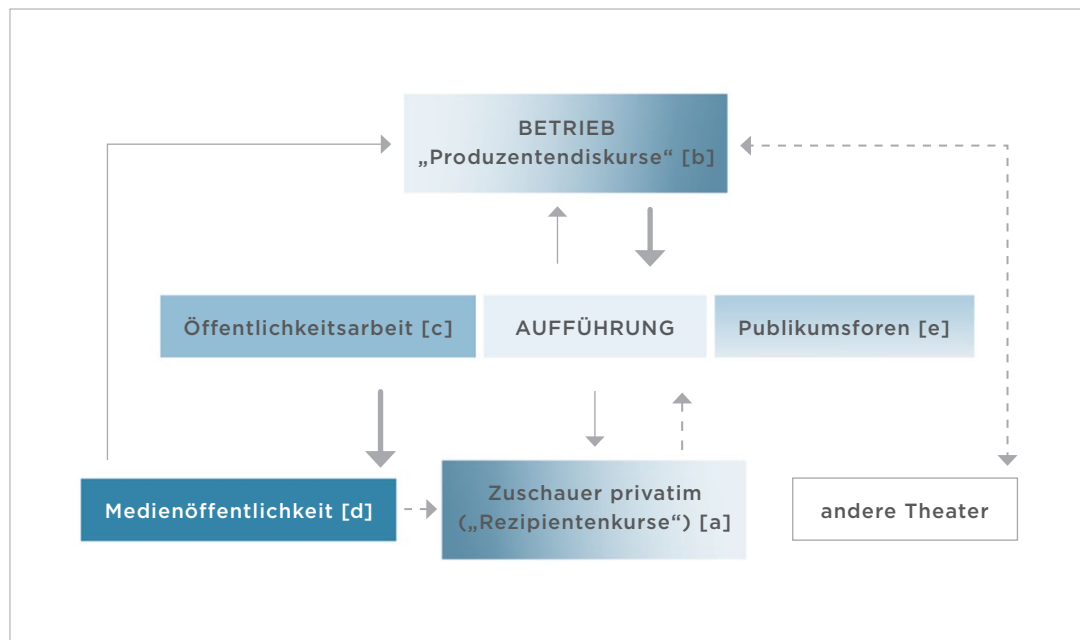 BETRIEB
„Produzentendiskurse“ [b]
Öffentlichkeitsarbeit [c]
AUFFÜHRUNG
Publikumsforen [e]
Medienöffentlichkeit [d]
Zuschauer privatim
(„Rezipientenkurse“) [a]
andere Theater